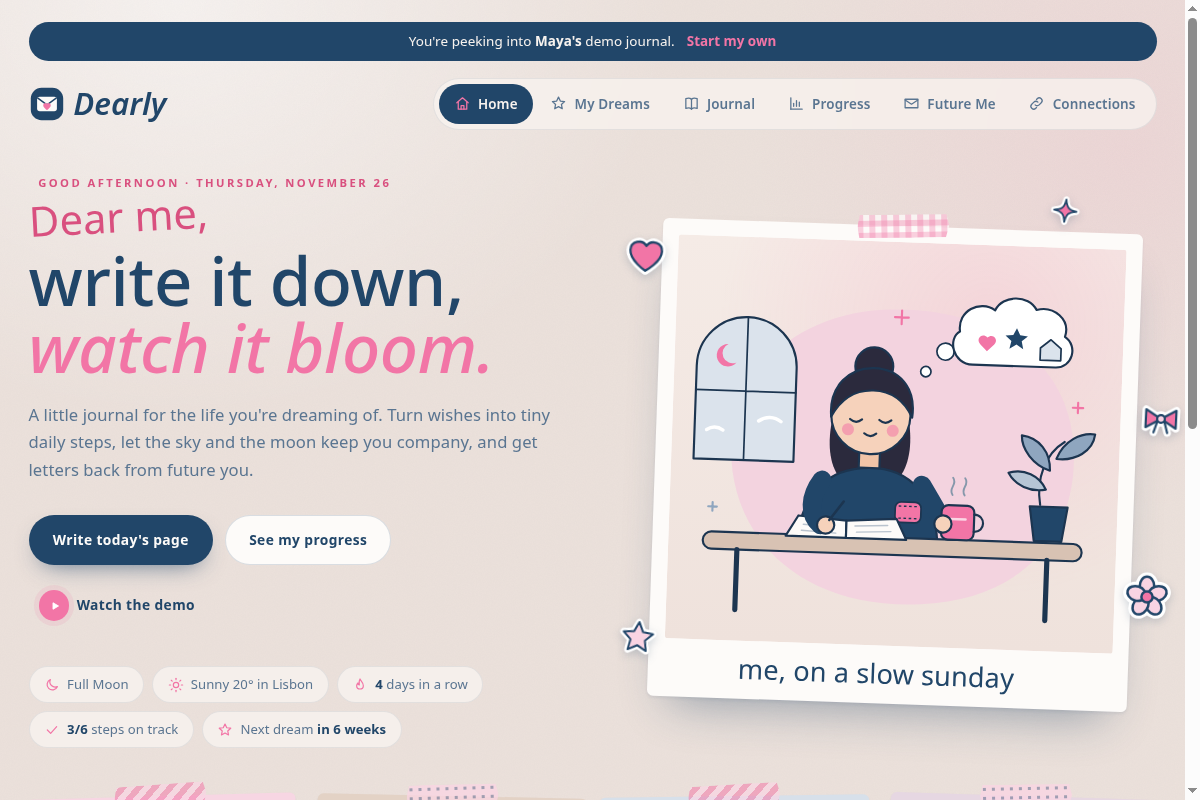 You're peeking into Maya's demo journal. Start my own
Dearly
Home
My Dreams
Journal
Progress
Future Me
Connections
GOOD AFTERNOON · THURSDAY, NOVEMBER 26
Dear me,
write it down,
watch it bloom.
A little journal for the life you're dreaming of. Turn wishes into tiny
daily steps, let the sky and the moon keep you company, and get
letters back from future you.
Write today's page
See my progress
Watch the demo
Full Moon
Sunny 20° in Lisbon
4 days in a row
3/6 steps on track
Next dream in 6 weeks
me, on a slow sunday